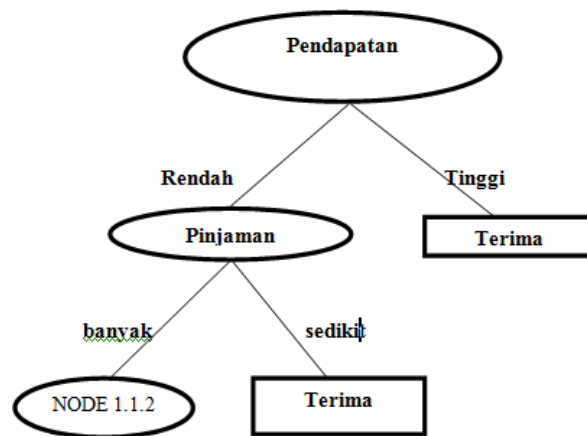 Pendapatan
Rendah
Tinggi
Pinjaman
Terima
banyak
sedikit
NODE 1.1.2
Terima